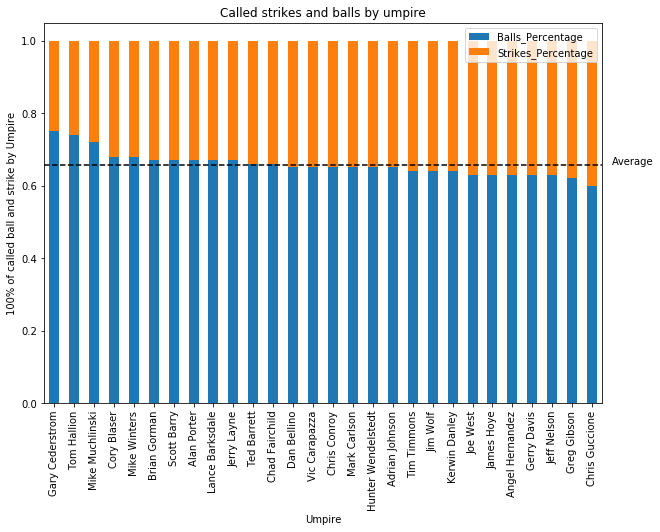 Called strikes and balls by umpire
Balls_Percentage
Strikes_Percentage
100% of called ball and strike by Umpire
1.0
0.8
0.6
0.4
0.2
0.0
Average
Gary Cederstrom
Tom Hallion
Mike Muchlinski
Cory Blaser
Mike Winters
Brian Gorman
Scott Barry
Alan Porter
Lance Barksdale
Jerry Layne
Ted Barrett
Chad Fairchild
Dan Bellino
Vic Carapazza
Chris Conroy
Mark Carlson
Hunter Wendelstedt
Adrian Johnson
Tim Timmons
Jim Wolf
Kerwin Danley
Joe West
James Hoye
Angel Hernandez
Gerry Davis
Jeff Nelson
Greg Gibson
Chris Guccione
Umpire